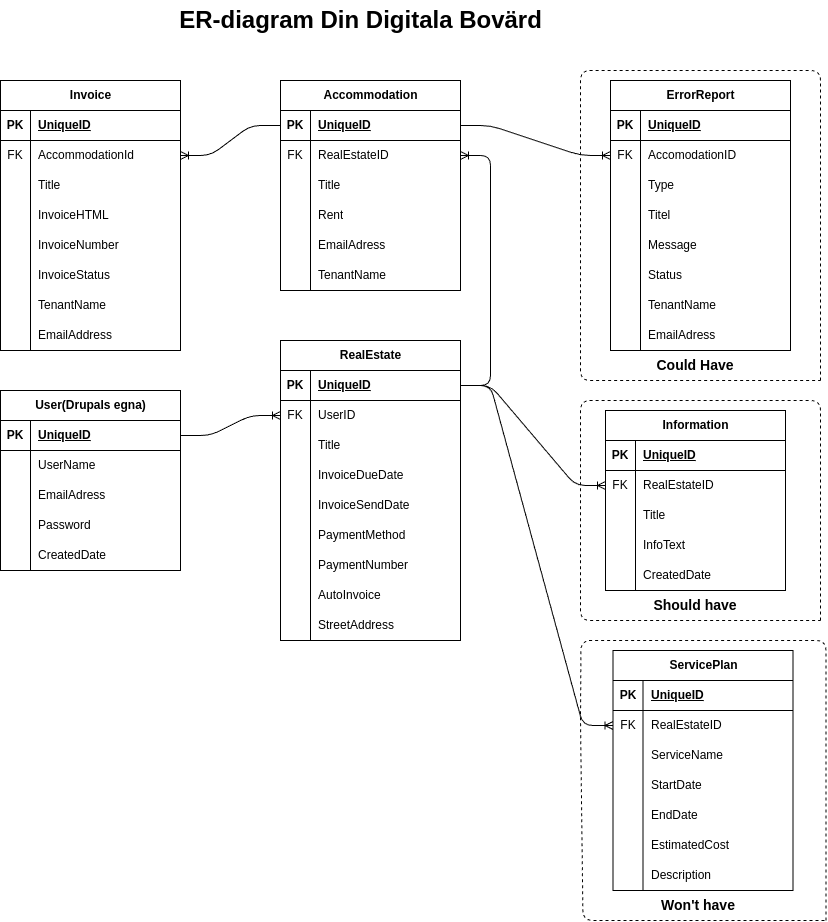 ER-diagram Din Digitala Bovärd
Invoice
PK UniqueID
FK AccommodationId
Title
InvoiceHTML
InvoiceNumber
InvoiceStatus
TenantName
EmailAddress
Accommodation
PK UniqueID
FK RealEstateID
Title
Rent
EmailAdress
TenantName
ErrorReport
PK UniqueID
FK AccomodationID
Type
Titel
Message
Status
TenantName
EmailAdress
Could Have
User(Drupals egna)
PK UniqueID
UserName
EmailAdress
Password
CreatedDate
RealEstate
PK UniqueID
FK UserID
Title
InvoiceDueDate
InvoiceSendDate
PaymentMethod
PaymentNumber
AutoInvoice
StreetAddress
Information
PK UniqueID
FK RealEstateID
Title
InfoText
CreatedDate
Should have
ServicePlan
PK UniqueID
FK RealEstateID
ServiceName
StartDate
EndDate
EstimatedCost
Description
Won't have